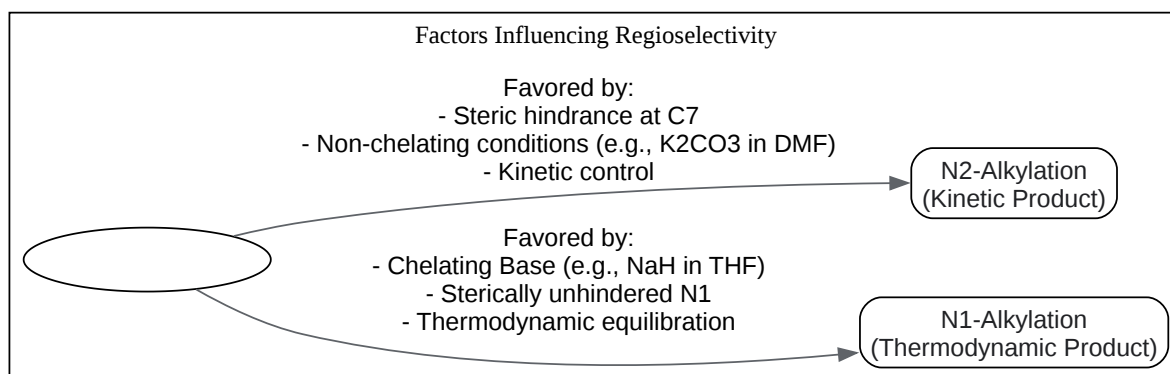 Factors Influencing Regioselectivity
Favored by:
- Steric hindrance at C7
- Non-chelating conditions (e.g., K2CO3 in DMF)
- Kinetic control
N2-Alkylation
(Kinetic Product)
Favored by:
- Chelating Base (e.g., NaH in THF)
- Sterically unhindered N1
- Thermodynamic equilibration
N1-Alkylation
(Thermodynamic Product)